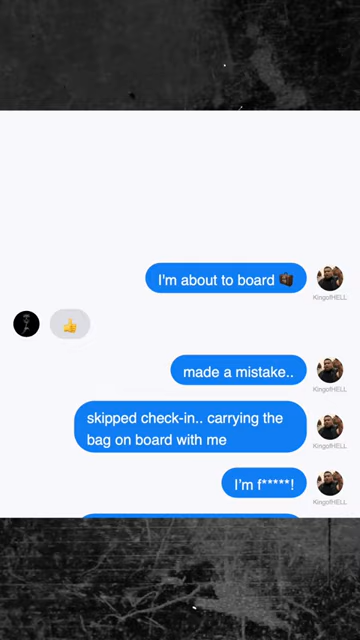 I'm about to board 💼
KingofHELL
👍
made a mistake..
KingofHELL
skipped check-in.. carrying the
bag on board with me
KingofHELL
I'm f*****!
KingofHELL